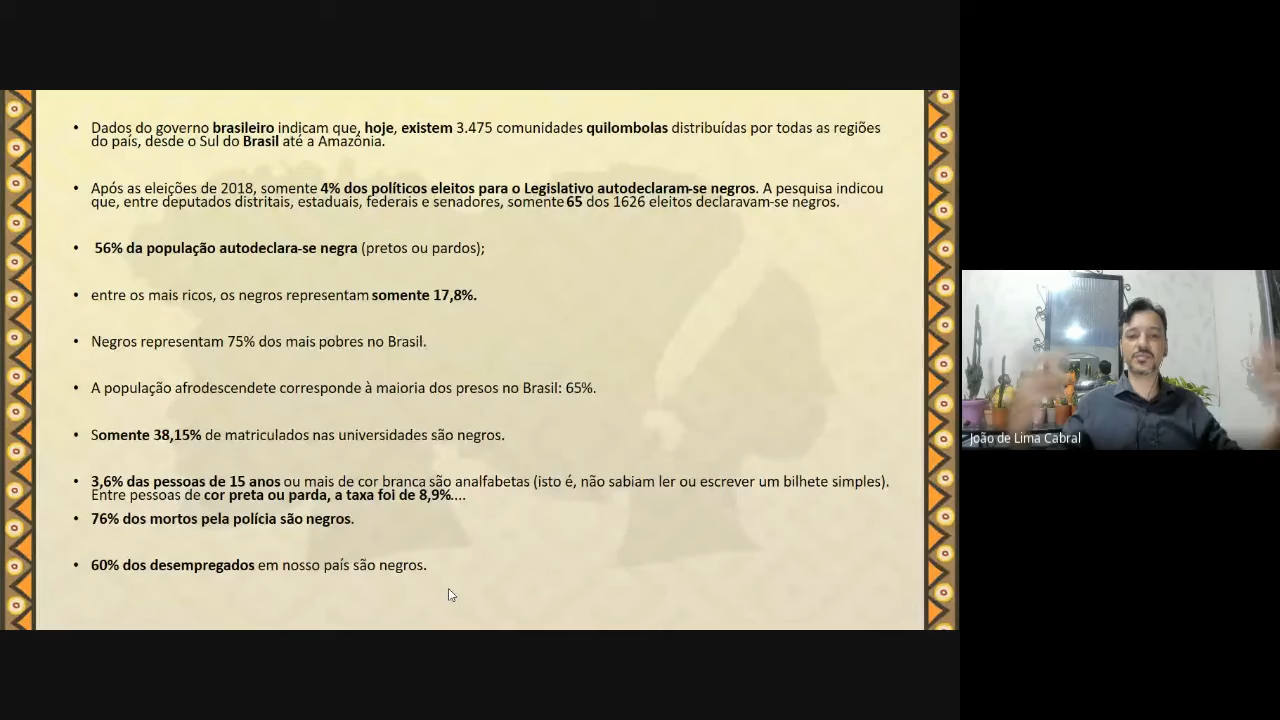 • Dados do governo brasileiro indicam que, hoje, existem 3.475 comunidades quilombolas distribuídas por todas as regiões
do país, desde o Sul do Brasil até a Amazônia.
• Após as eleições de 2018, somente 4% dos políticos eleitos para o Legislativo autodeclaram-se negros. A pesquisa indicou
que, entre deputados distritais, estaduais, federais e senadores, somente 65 dos 1626 eleitos declaravam-se negros.
• 56% da população autodeclara-se negra (pretos ou pardos);
• entre os mais ricos, os negros representam somente 17,8%.
• Negros representam 75% dos mais pobres no Brasil.
• A população afrodescendete corresponde à maioria dos presos no Brasil: 65%.
• Somente 38,15% de matriculados nas universidades são negros.
• 3,6% das pessoas de 15 anos ou mais de cor branca são analfabetas (isto é, não sabiam ler ou escrever um bilhete simples).
Entre pessoas de cor preta ou parda, a taxa foi de 8,9%....
• 76% dos mortos pela polícia são negros.
• 60% dos desempregados em nosso país são negros.
João de Lima Cabral